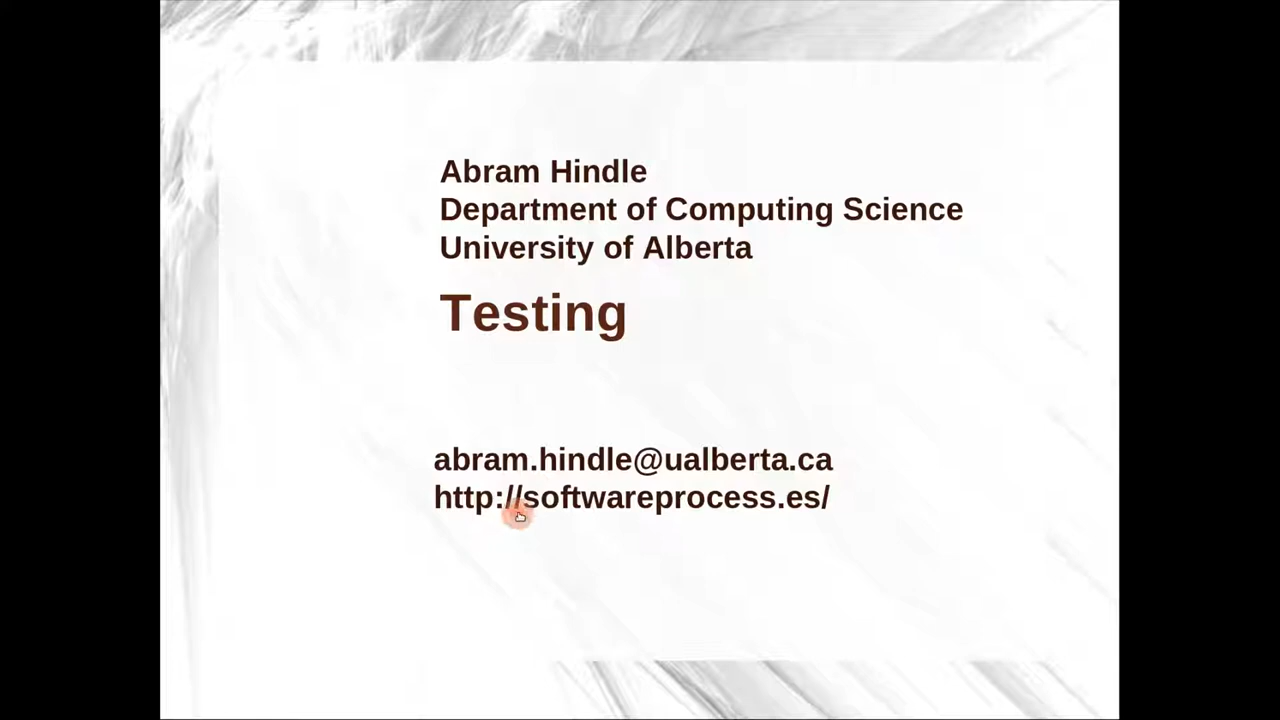 Abram Hindle
Department of Computing Science
University of Alberta
Testing
abram.hindle@ualberta.ca
http://softwareprocess.es/